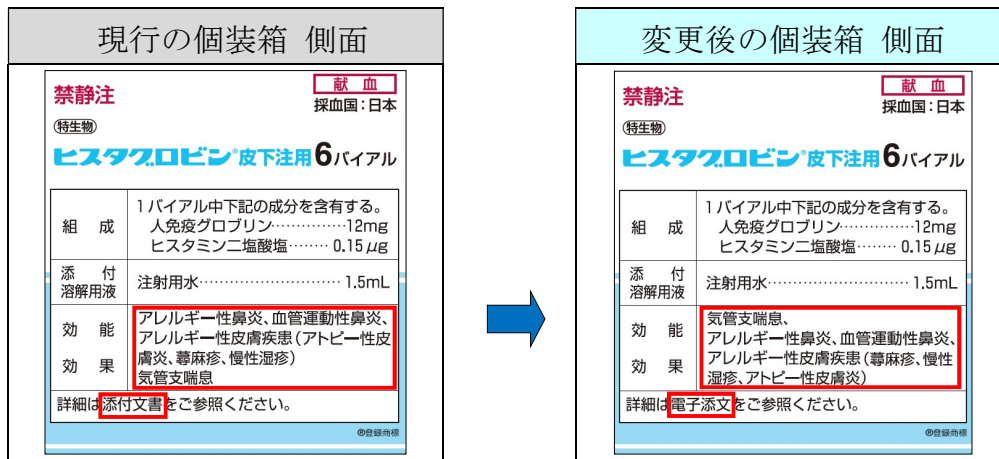 現行の個装箱 側面
禁静注
献血
採血国：日本
特生物
ヒスタグロビン®皮下注用6バイアル
組成
1バイアル中下記の成分を含有する。
人免疫グロブリン……………12mg
ヒスタミン二塩酸塩……… 0.15μg
添付
溶解用液
注射用水………………………… 1.5mL
効能
効果
アレルギー性鼻炎、血管運動性鼻炎、
アレルギー性皮膚疾患（アトピー性皮
膚炎、蕁麻疹、慢性湿疹）
気管支喘息
詳細は添付文書をご参照ください。
®登録商標
変更後の個装箱 側面
禁静注
献血
採血国：日本
特生物
ヒスタグロビン®皮下注用6バイアル
組成
1バイアル中下記の成分を含有する。
人免疫グロブリン……………12mg
ヒスタミン二塩酸塩……… 0.15μg
添付
溶解用液
注射用水………………………… 1.5mL
効能
効果
気管支喘息、
アレルギー性鼻炎、血管運動性鼻炎、
アレルギー性皮膚疾患（蕁麻疹、慢性
湿疹、アトピー性皮膚炎）
詳細は電子添文をご参照ください。
®登録商標